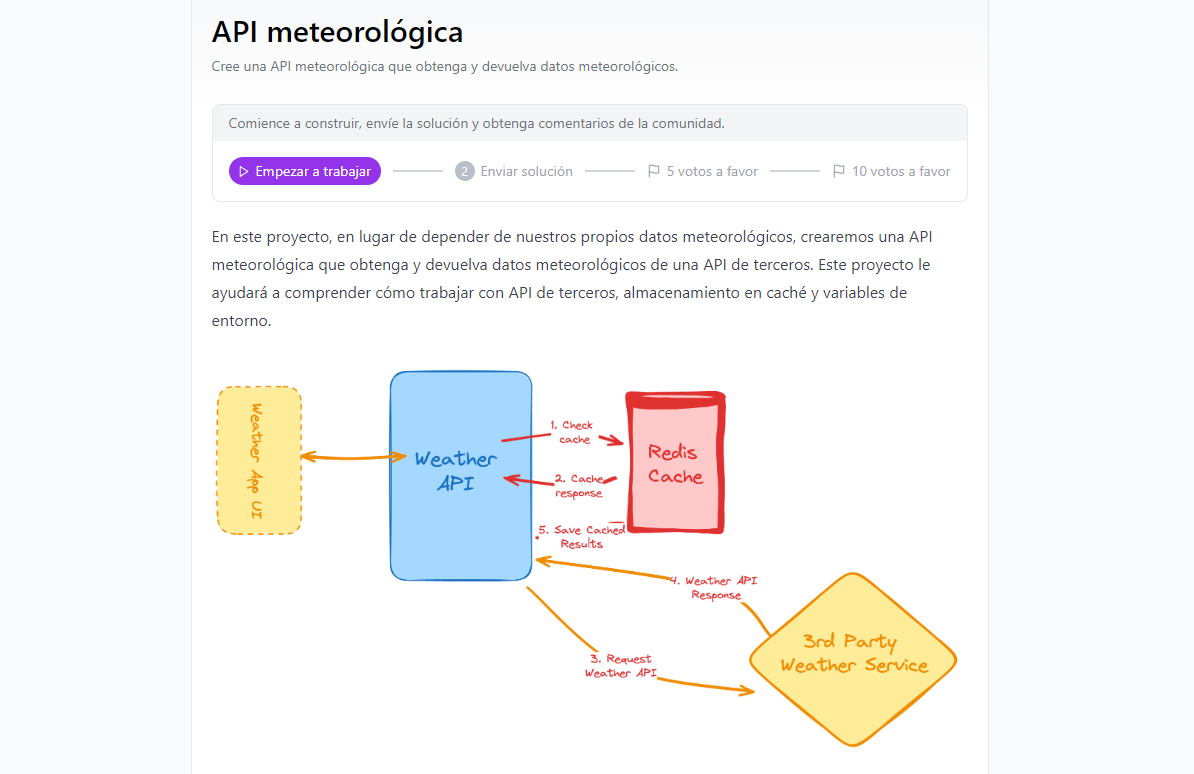 API meteorológica
Cree una API meteorológica que obtenga y devuelva datos meteorológicos.
Comience a construir, envíe la solución y obtenga comentarios de la comunidad.
Empezar a trabajar
2 Enviar solución
5 votos a favor
10 votos a favor
En este proyecto, en lugar de depender de nuestros propios datos meteorológicos, crearemos una API
meteorológica que obtenga y devuelva datos meteorológicos de una API de terceros. Este proyecto le
ayudará a comprender cómo trabajar con API de terceros, almacenamiento en caché y variables de
entorno.
Weather App UI
Weather
API
1. Check
cache
2. Cache
response
Redis
Cache
5. Save Cached
Results
4. Weather API
Response
3. Request
Weather API
3rd Party
Weather Service